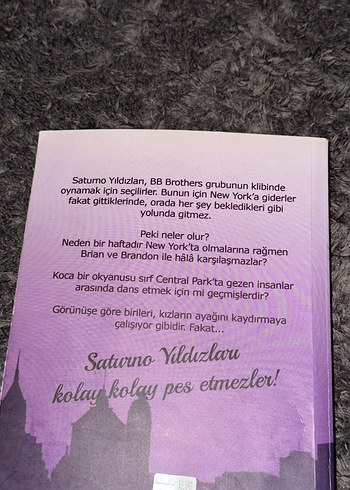 Saturno Yıldızları, BB Brothers grubunun klibinde
oynamak için seçilirler. Bunun için New York'a giderler
fakat gittiklerinde, orada her şey bekledikleri gibi
yolunda gitmez.
Peki neler olur?
Neden bir haftadır New York'ta olmalarına rağmen
Brian ve Brandon ile hâlâ karşılaşmazlar?
Koca bir okyanusu sırf Central Park'ta gezen insanlar
arasında dans etmek için mi geçmişlerdir?
Görünüşe göre birileri, kızların ayağını kaydırmaya
çalışıyor gibidir. Fakat...
Saturno Yıldızları
kolay kolay pes etmezler!